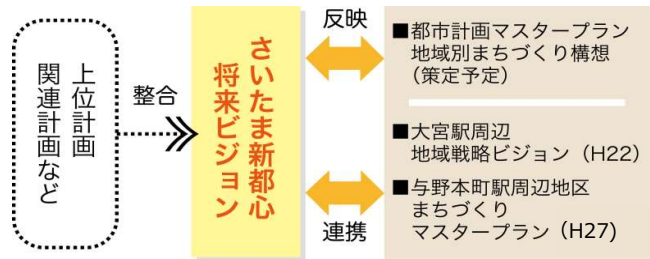 上位計画
関連計画など
整合
さいたま新都心
将来ビジョン
反映
連携
■都市計画マスタープラン
地域別まちづくり構想
（策定予定）
■大宮駅周辺
地域戦略ビジョン（H22）
■与野本町駅周辺地区
まちづくり
マスタープラン（H27)